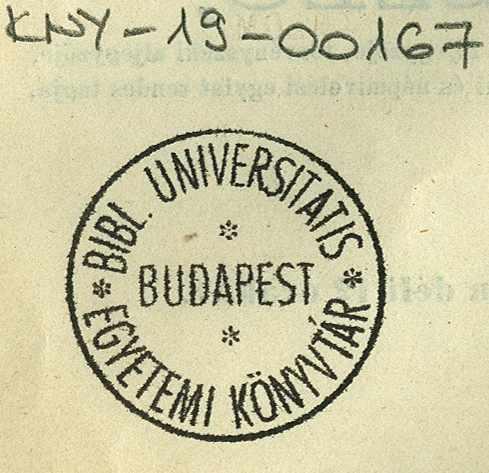 KNY-19-00167
BIBL. UNIVERSITATIS
* BUDAPEST *
EGYETEMI KÖNYVTÁR